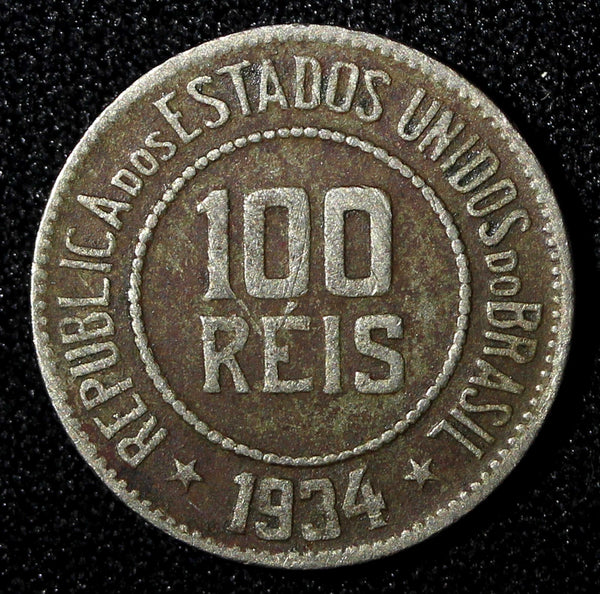 REPUBLICA DOS ESTADOS UNIDOS DO BRASIL
100
RÉIS
1934